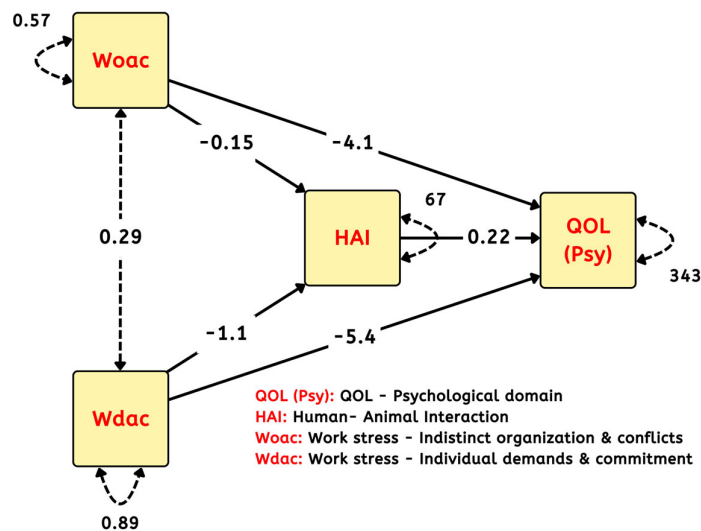 0.57
Woac
-0.15
-4.1
67
HAI
0.22
QOL
(Psy)
0.29
343
-1.1
-5.4
Wdac
0.89
QOL (Psy): QOL - Psychological domain
HAI: Human- Animal Interaction
Woac: Work stress - Indistinct organization & conflicts
Wdac: Work stress - Individual demands & commitment